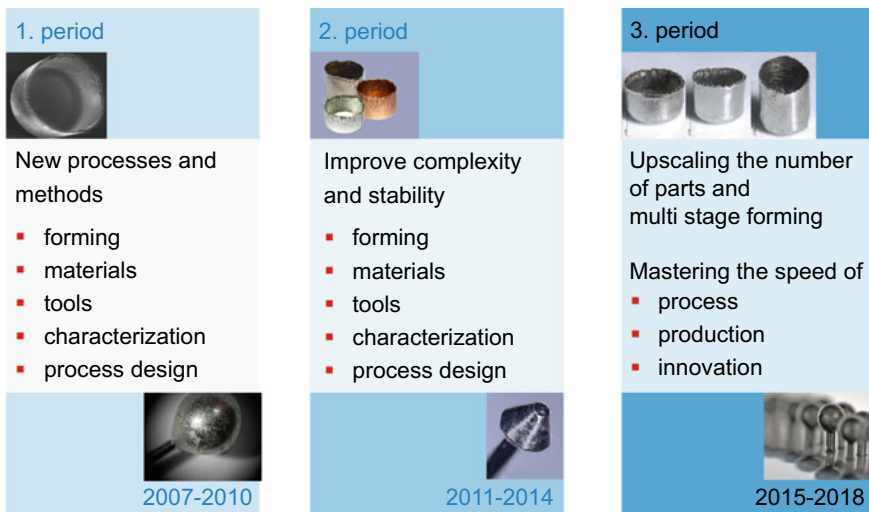 1. period
New processes and
methods
▪ forming
▪ materials
▪ tools
▪ characterization
▪ process design
2007-2010
2. period
Improve complexity
and stability
▪ forming
▪ materials
▪ tools
▪ characterization
▪ process design
2011-2014
3. period
Upscaling the number
of parts and
multi stage forming
Mastering the speed of
▪ process
▪ production
▪ innovation
2015-2018